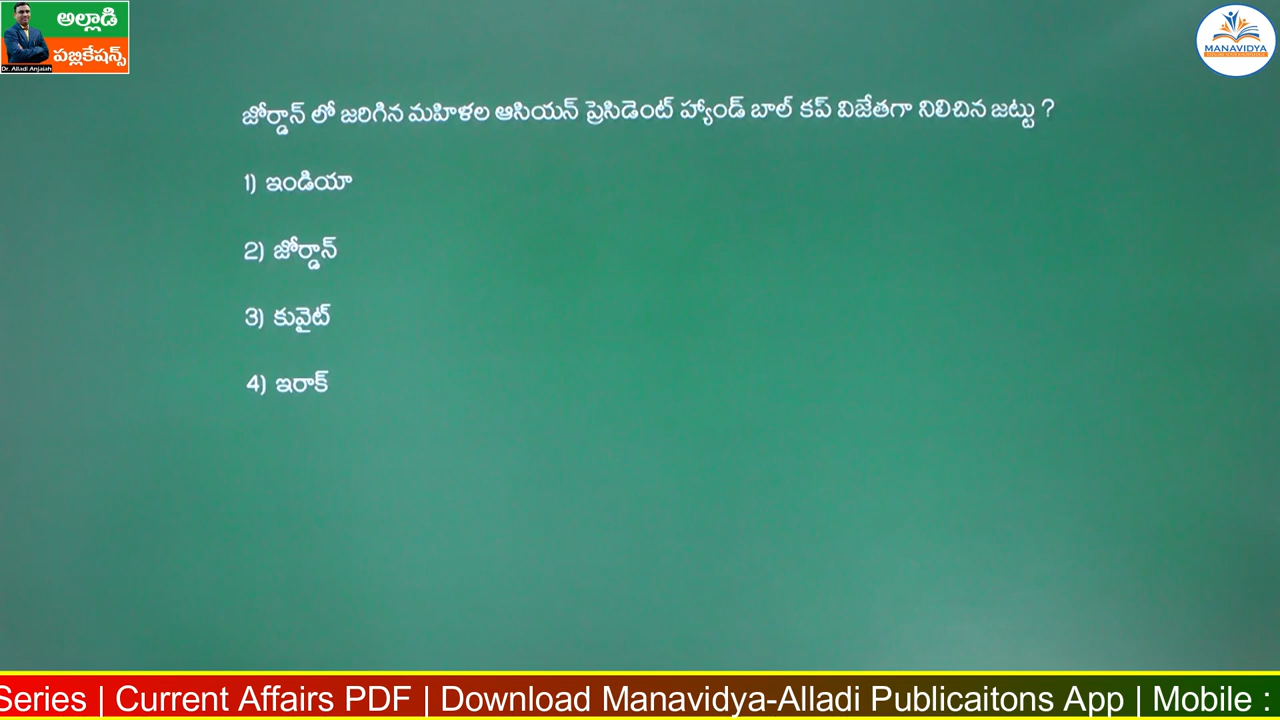 అల్లాడి
పబ్లికేషన్స్
Dr. Alladi Anjaiah
MANAVIDYA
జోర్డాన్ లో జరిగిన మహిళల ఆసియన్ ప్రెసిడెంట్ హ్యాండ్ బాల్ కప్ విజేతగా నిలిచిన జట్టు ?
1) ఇండియా
2) జోర్డాన్
3) కువైట్
4) ఇరాక్
Series | Current Affairs PDF | Download Manavidya-Alladi Publicaitons App | Mobile :